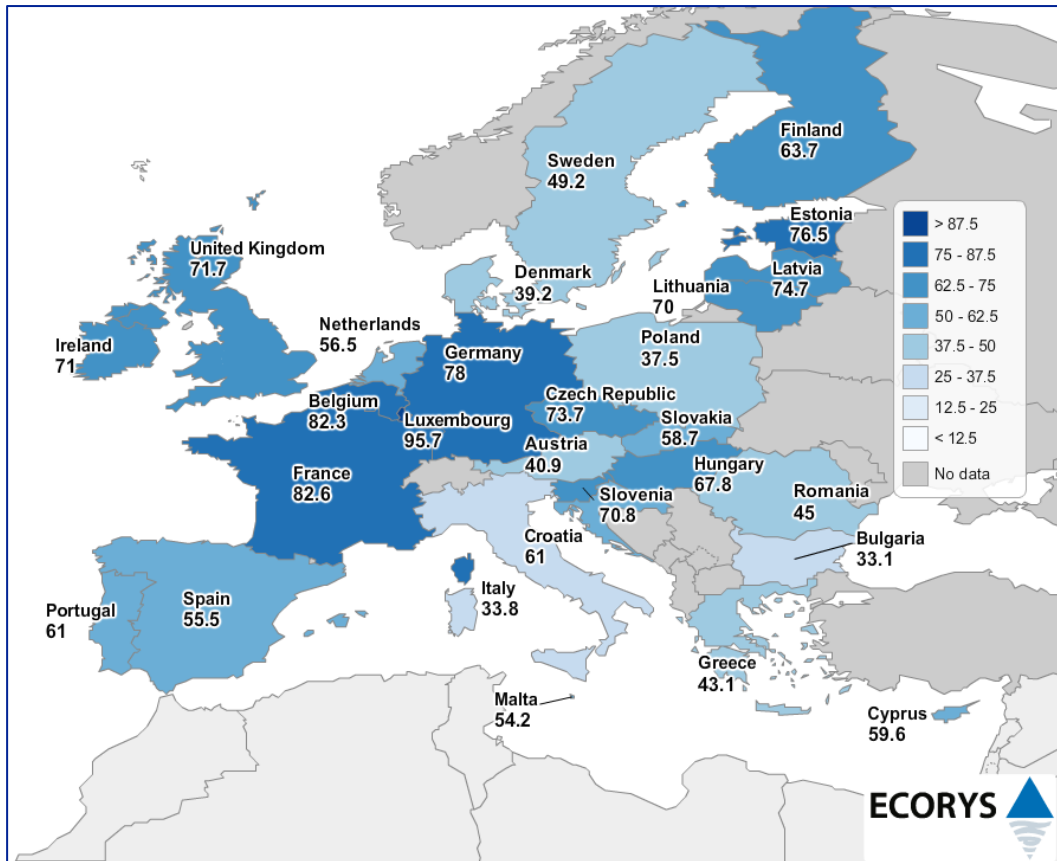 Finland
63.7
Sweden
49.2
Estonia
76.5
United Kingdom
71.7
Denmark
39.2
Lithuania
70
Latvia
74.7
Netherlands
56.5
Ireland
71
Germany
78
Poland
37.5
Belgium
82.3
Luxembourg
95.7
Czech Republic
73.7
Slovakia
58.7
Austria
40.9
France
82.6
Hungary
67.8
Slovenia
70.8
Romania
45
Croatia
61
Bulgaria
33.1
Italy
33.8
Portugal
61
Spain
55.5
Greece
43.1
Malta
54.2
Cyprus
59.6
> 87.5
75 - 87.5
62.5 - 75
50 - 62.5
37.5 - 50
25 - 37.5
12.5 - 25
< 12.5
No data
ECORYS